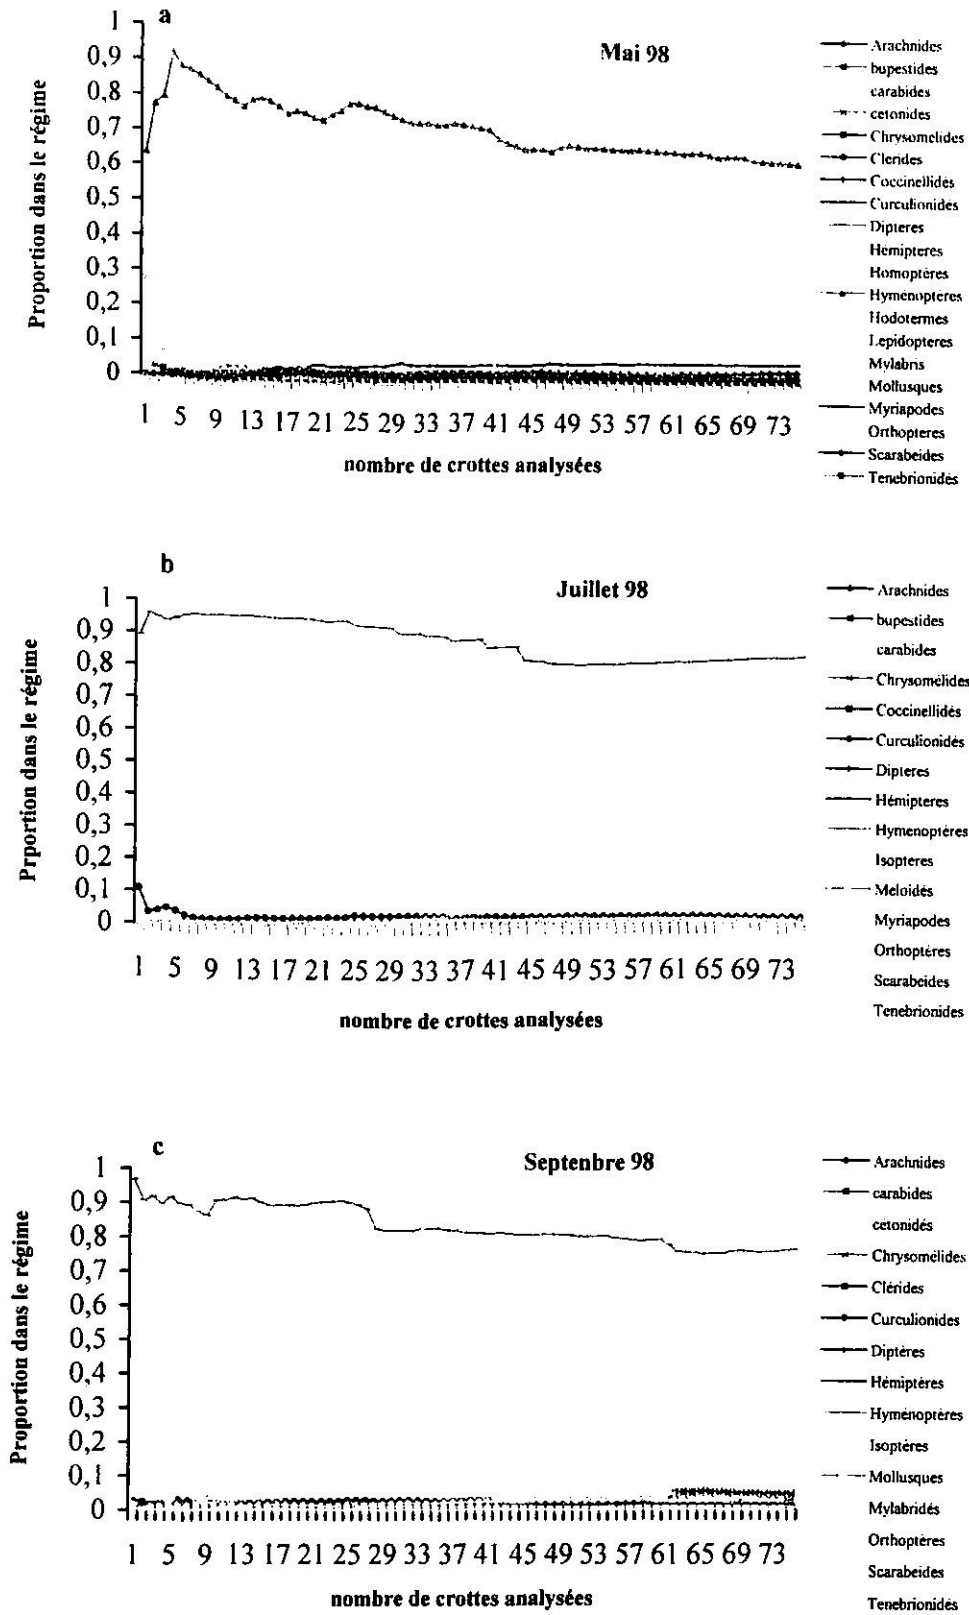 a
Mai 98
Proportion dans le régime
1
0,9
0,8
0,7
0,6
0,5
0,4
0,3
0,2
0,1
0
1 5 9 13 17 21 25 29 33 37 41 45 49 53 57 61 65 69 73
nombre de crottes analysées
Arachnides
bupestides
carabides
cetonides
Chrysomelides
Clerides
Coccinellidés
Curculionidés
Dipteres
Hémipteres
Homoptères
Hyménoptères
Hodotermes
Lepidopteres
Mylabris
Mollusques
Myriapodes
Orthopteres
Scarabeides
Tenebrionidés
b
Juillet 98
Prportion dans le régime
1
0,9
0,8
0,7
0,6
0,5
0,4
0,3
0,2
0,1
0
1 5 9 13 17 21 25 29 33 37 41 45 49 53 57 61 65 69 73
nombre de crottes analysées
Arachnides
bupestides
carabides
Chrysomélides
Coccinellidés
Curculionidés
Dipteres
Hémipteres
Hymenoptères
Isopteres
Meloidés
Myriapodes
Orthoptères
Scarabeides
Tenebrionides
c
Septenbre 98
Proportion dans le régime
1
0,9
0,8
0,7
0,6
0,5
0,4
0,3
0,2
0,1
0
1 5 9 13 17 21 25 29 33 37 41 45 49 53 57 61 65 69 73
nombre de crottes analysées
Arachnides
carabides
cetonidés
Chrysomélides
Clérides
Curculionides
Diptères
Hémiptères
Hyménoptères
Isoptères
Mollusques
Mylabridés
Orthoptères
Scarabeides
Tenebrionidés